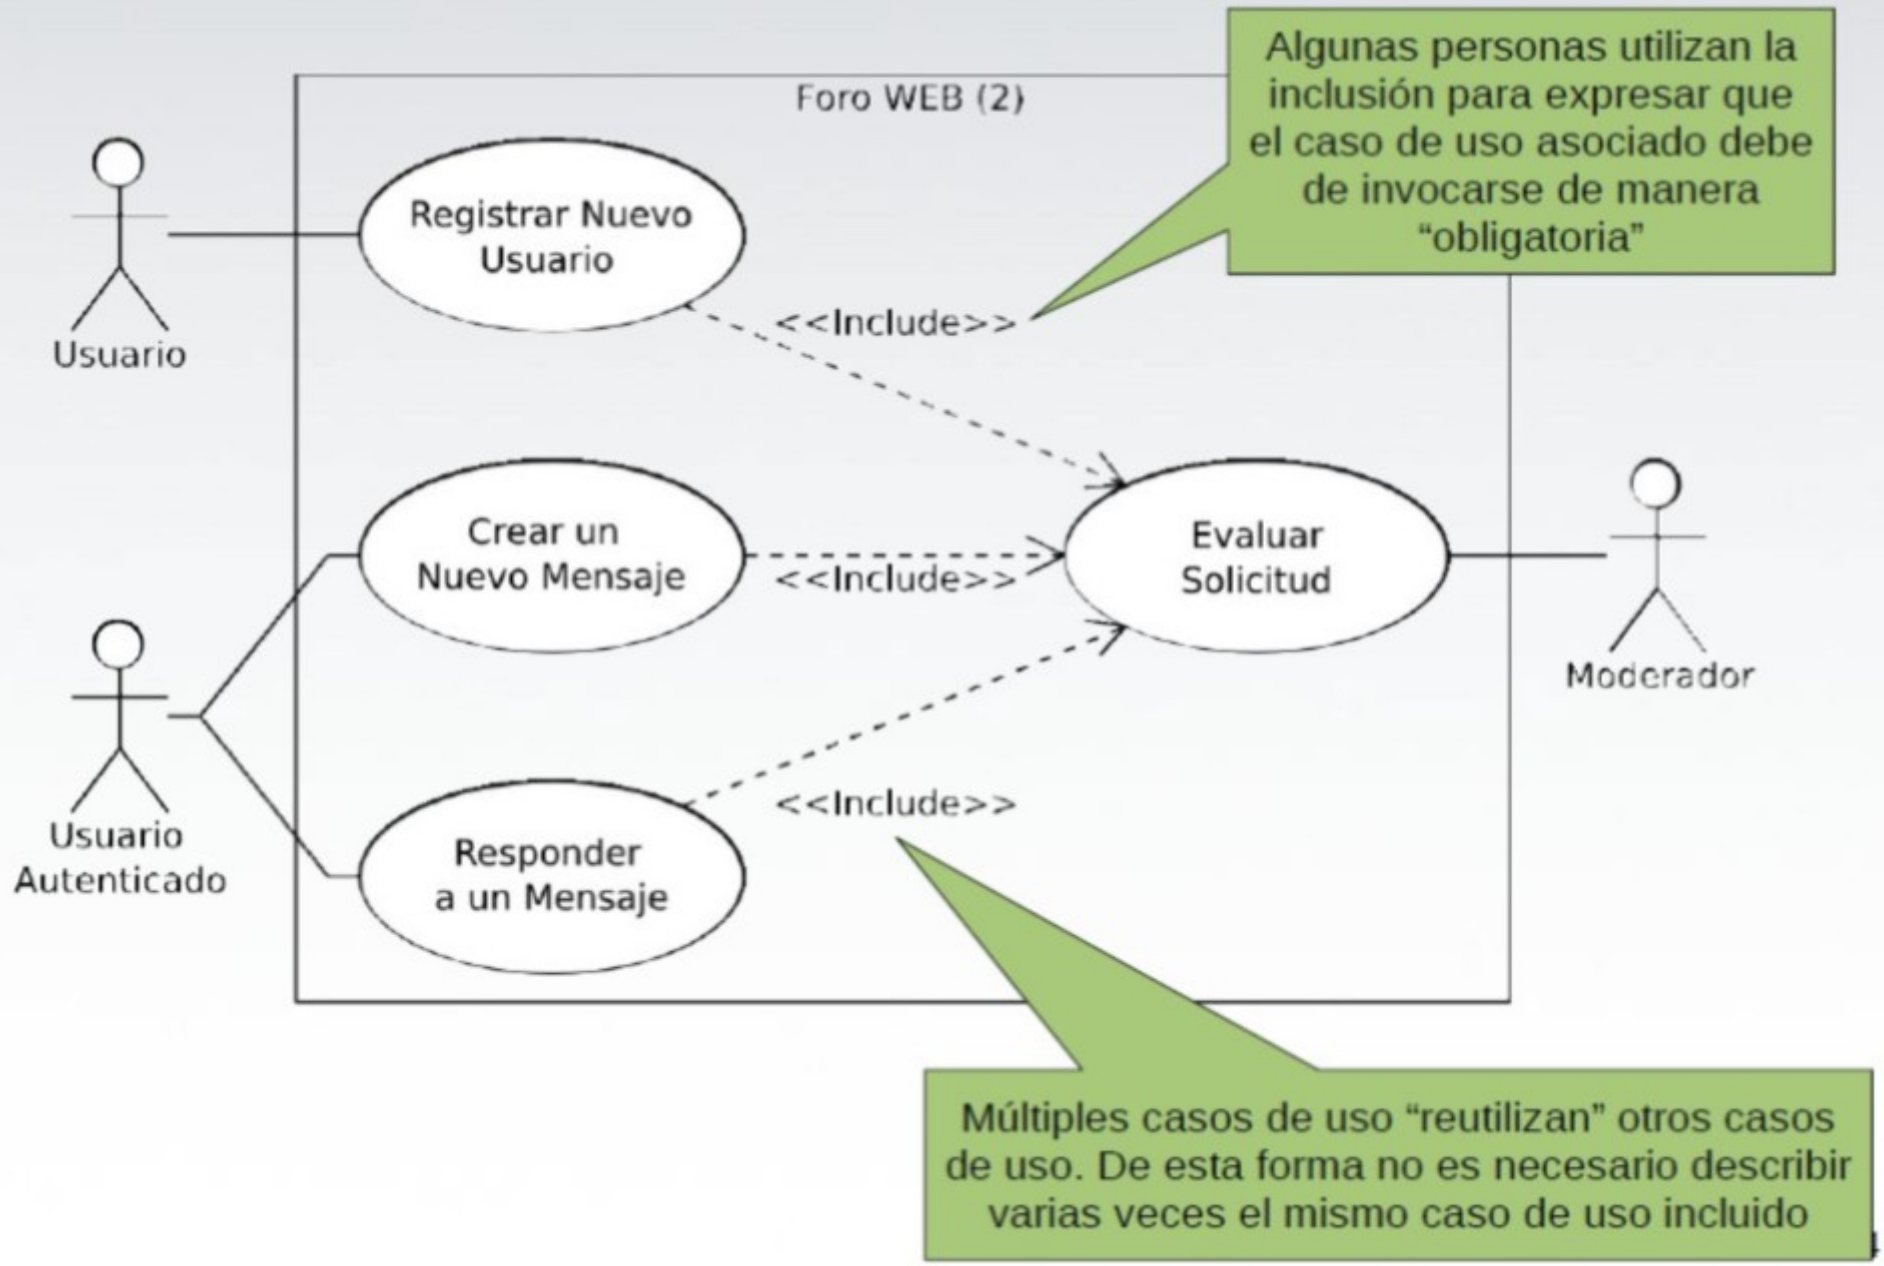 Algunas personas utilizan la
inclusión para expresar que
el caso de uso asociado debe
de invocarse de manera
“obligatoria”
Foro WEB (2)
Registrar Nuevo
Usuario
<<Include>>
Usuario
Crear un
Nuevo Mensaje
<<Include>>
Evaluar
Solicitud
Moderador
<<Include>>
Usuario
Autenticado
Responder
a un Mensaje
Múltiples casos de uso “reutilizan” otros casos
de uso. De esta forma no es necesario describir
varias veces el mismo caso de uso incluido